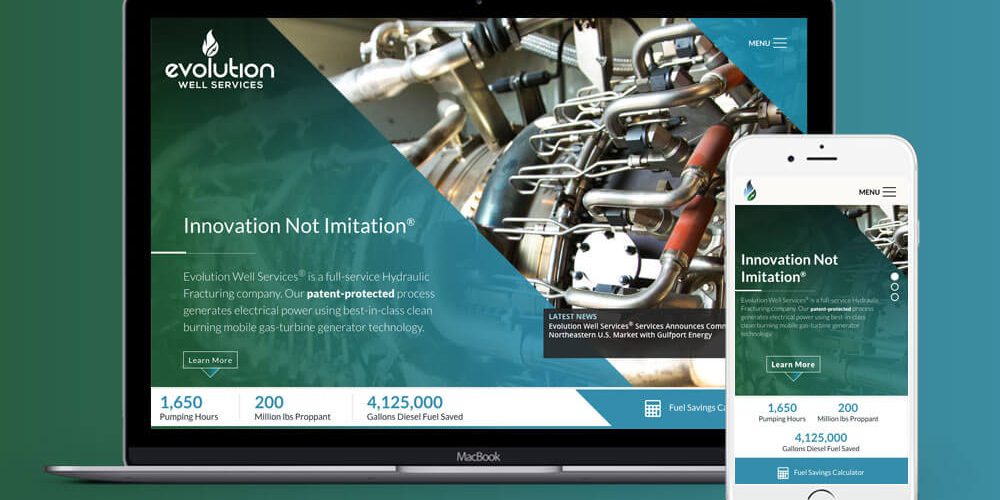 evolution
WELL SERVICES
MENU
Innovation Not Imitation®
Evolution Well Services® is a full-service Hydraulic
Fracturing company. Our patent-protected process
generates electrical power using best-in-class clean
burning mobile gas-turbine generator technology.
Learn More
LATEST NEWS
Evolution Well Services® Services Announces Comm
Northeastern U.S. Market with Gulfport Energy
1,650
Pumping Hours
200
Million lbs Proppant
4,125,000
Gallons Diesel Fuel Saved
Fuel Savings Ca
MacBook
MENU
Innovation Not
Imitation®
Evolution Well Services® is a full-service Hydraulic
Fracturing company. Our patent-protected process
generates electrical power using best-in-class
clean burning mobile gas-turbine generator
technology.
Learn More
1,650
Pumping Hours
200
Million lbs Proppant
4,125,000
Gallons Diesel Fuel Saved
Fuel Savings Calculator